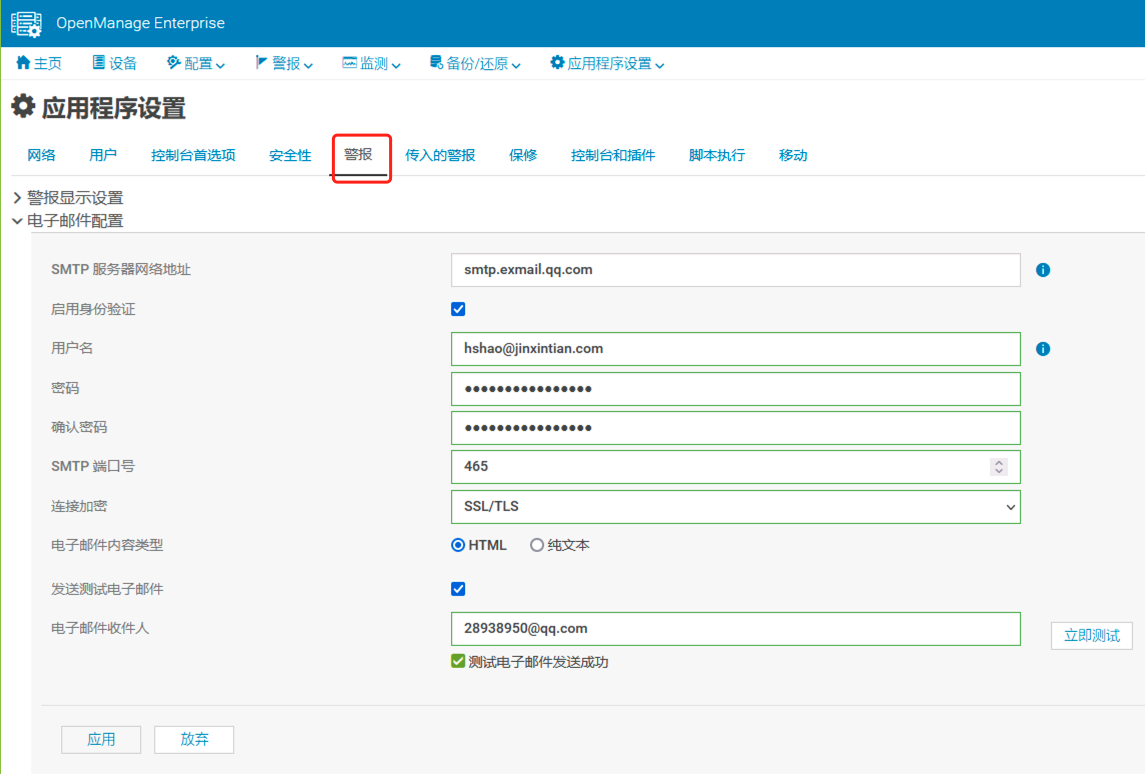 OpenManage Enterprise
主页 设备 配置 警报 监测 备份/还原 应用程序设置
应用程序设置
网络 用户 控制台首选项 安全性 警报 传入的警报 保修 控制台和插件 脚本执行 移动
警报显示设置
电子邮件配置
SMTP 服务器网络地址 smtp.exmail.qq.com
启用身份验证
用户名 hshao@jinxintian.com
密码 ●●●●●●●●●●●●●●●●
确认密码 ●●●●●●●●●●●●●●●●
SMTP 端口号 465
连接加密 SSL/TLS
电子邮件内容类型 HTML 纯文本
发送测试电子邮件
电子邮件收件人 28938950@qq.com 立即测试
测试电子邮件发送成功
应用 放弃